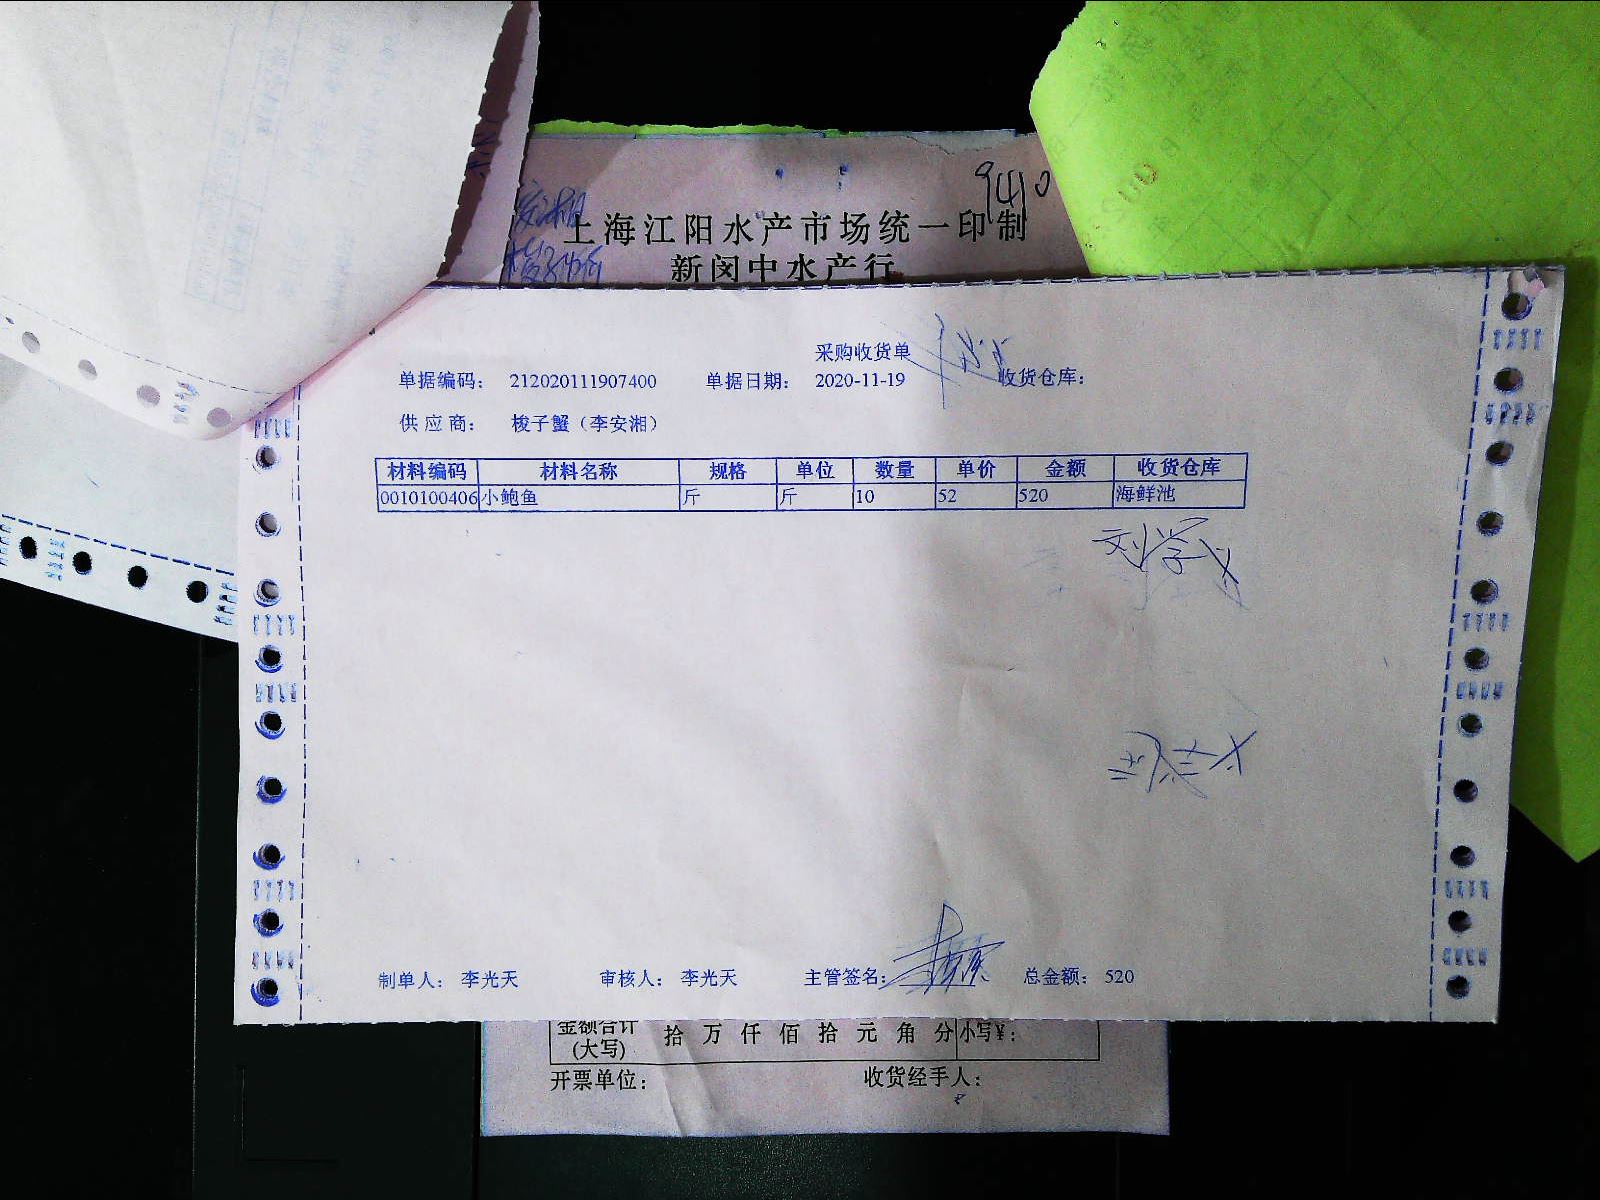 9410
上海江阳水产市场统一印制
新闵中水产行
采购收货单
单据编码： 212020111907400 单据日期： 2020-11-19 收货仓库：
供应商： 梭子蟹（李安湘）
材料编码 材料名称 规格 单位 数量 单价 金额 收货仓库
0010100406 小鲍鱼 斤 斤 10 52 520 海鲜池
制单人： 李光天 审核人： 李光天 主管签名： 总金额： 520
金额合计 拾 万 仟 佰 拾 元 角 分 小写¥：
(大写)
开票单位： 收货经手人：